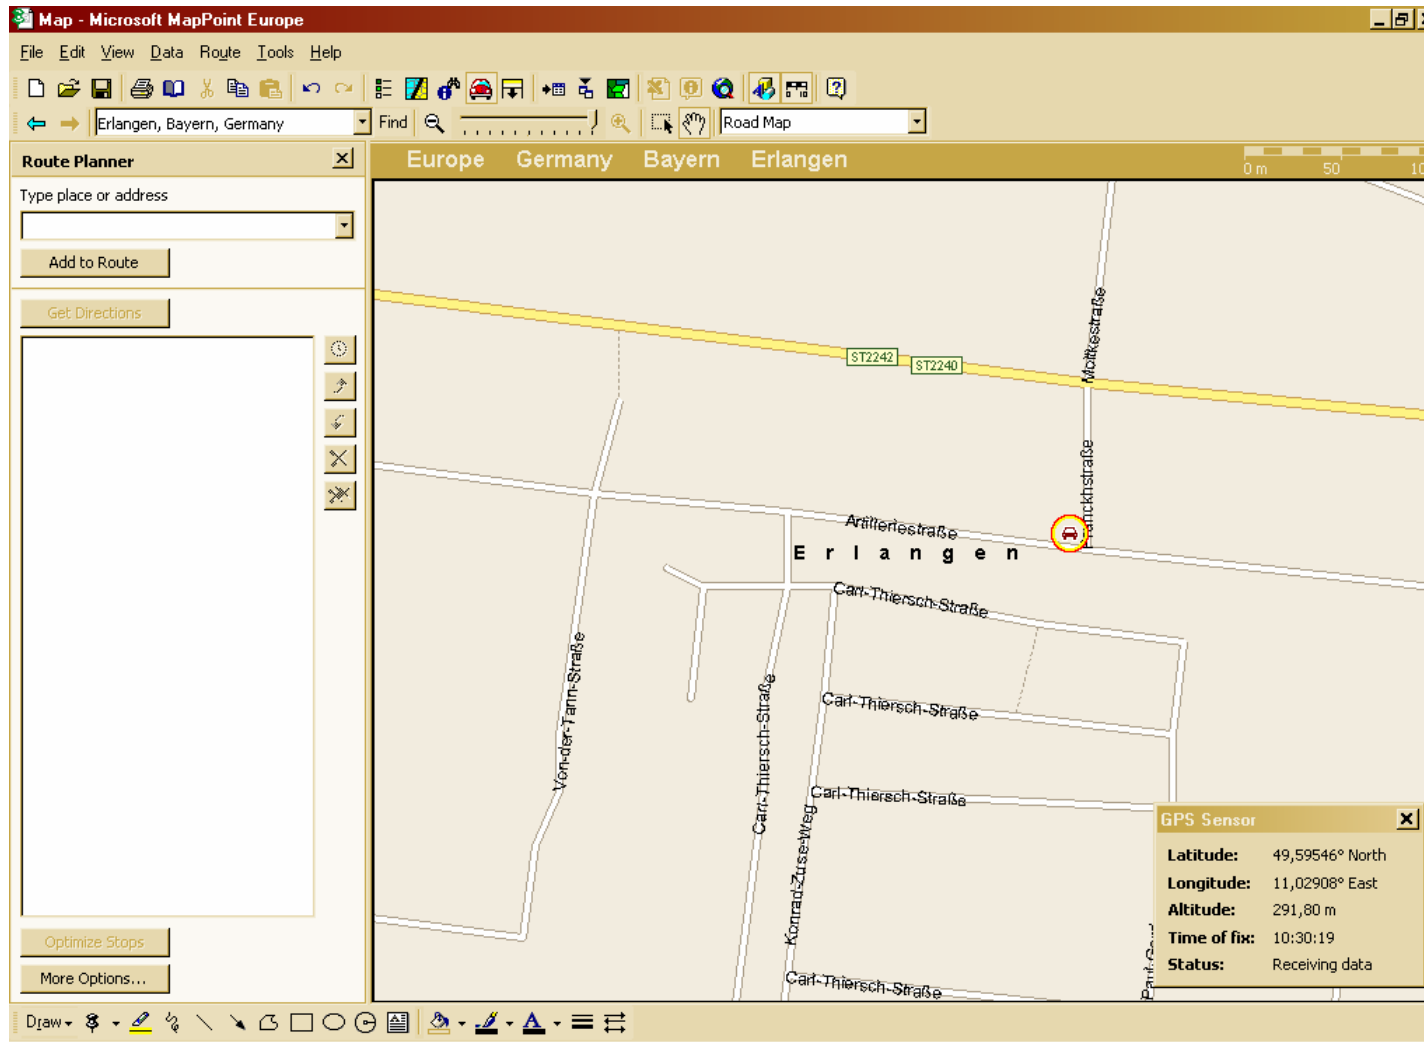 Map - Microsoft MapPoint Europe
File Edit View Data Route Tools Help
Erlangen, Bayern, Germany Find Road Map
Route Planner
Type place or address
Add to Route
Get Directions
Optimize Stops
More Options...
Europe Germany Bayern Erlangen
0 m 50
ST2242
ST2240
Moltkestraße
Artilleriestraße
Erlangen
Carl-Thiersch-Straße
Von-der-Tann-Straße
Carl-Thiersch-Straße
Carl-Thiersch-Straße
Carl-Thiersch-Straße
Konrad-Zuse-Weg
Carl-Thiersch-Straße
GPS Sensor
Latitude: 49,59546° North
Longitude: 11,02908° East
Altitude: 291,80 m
Time of fix: 10:30:19
Status: Receiving data
Draw